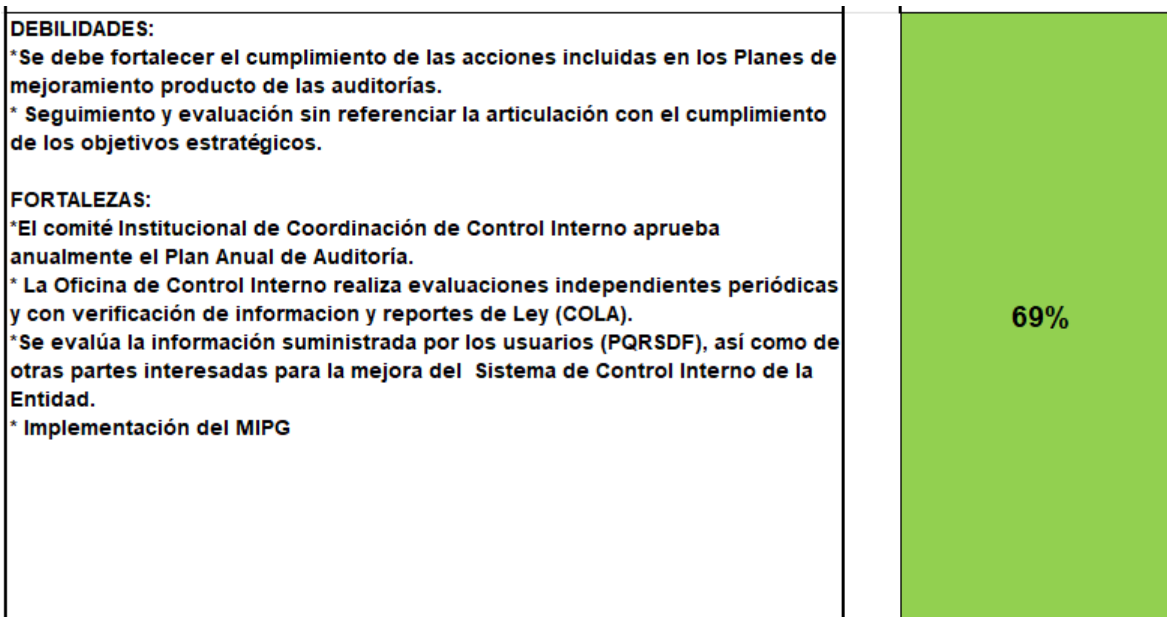 DEBILIDADES:
*Se debe fortalecer el cumplimiento de las acciones incluidas en los Planes de
mejoramiento producto de las auditorías.
* Seguimiento y evaluación sin referenciar la articulación con el cumplimiento
de los objetivos estratégicos.
FORTALEZAS:
*El comité Institucional de Coordinación de Control Interno aprueba
anualmente el Plan Anual de Auditoría.
* La Oficina de Control Interno realiza evaluaciones independientes periódicas
y con verificación de informacion y reportes de Ley (COLA).
*Se evalúa la información suministrada por los usuarios (PQRSDF), así como de
otras partes interesadas para la mejora del  Sistema de Control Interno de la
Entidad.
* Implementación del MIPG
69%